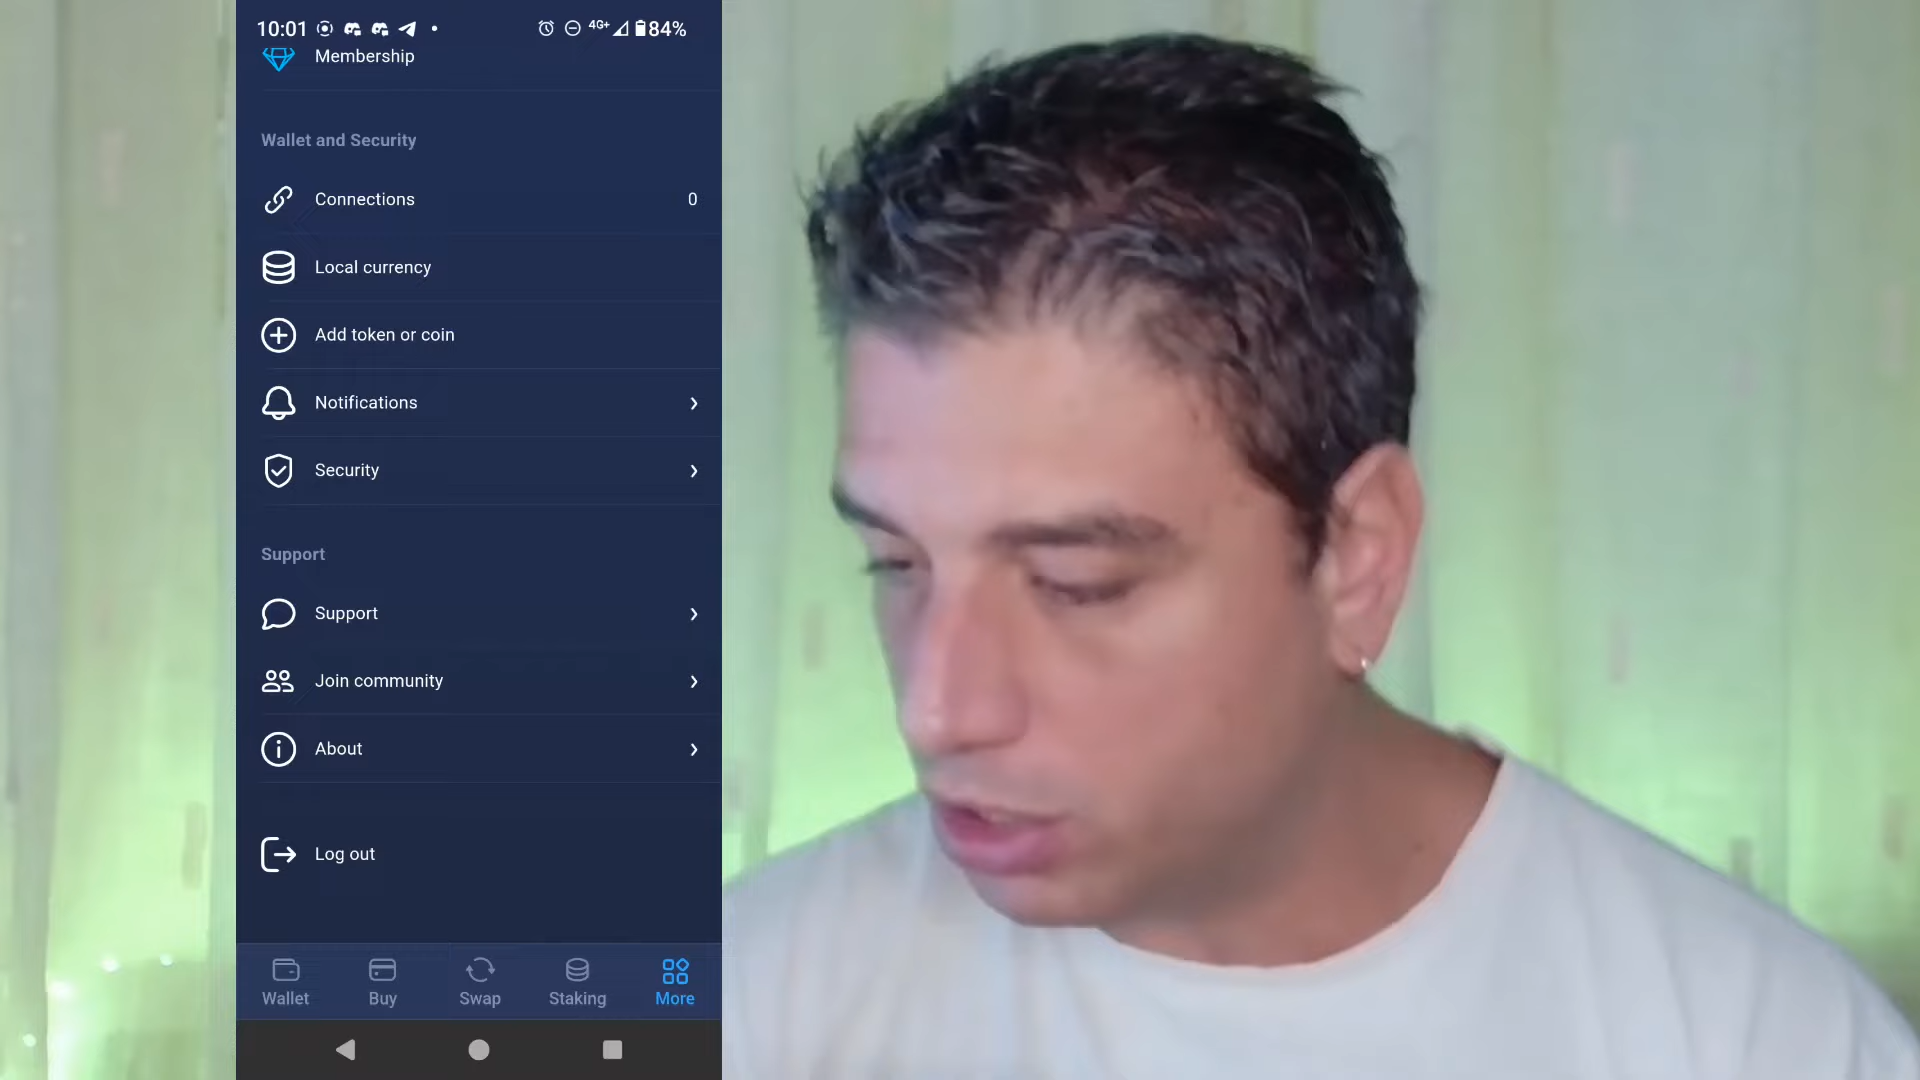 10:01 4G+ 84%
Membership
Wallet and Security
Connections 0
Local currency
Add token or coin
Notifications
Security
Support
Support
Join community
About
Log out
Wallet Buy Swap Staking More